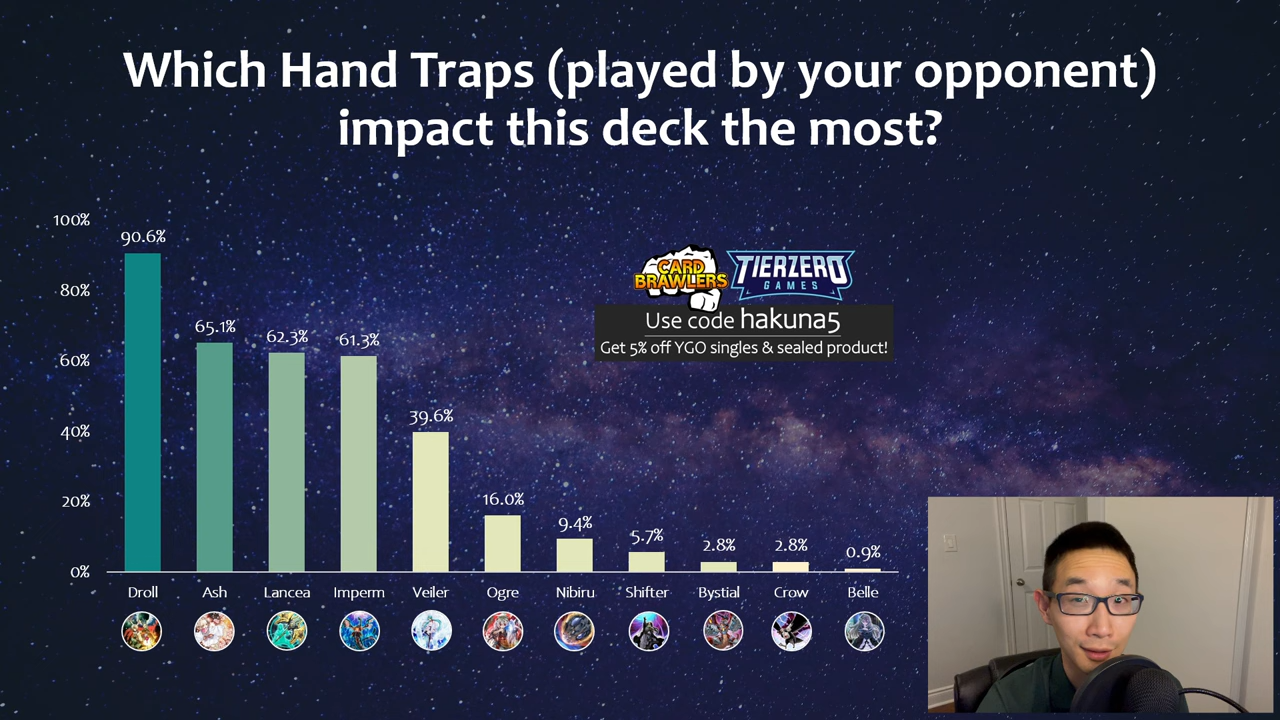 Which Hand Traps (played by your opponent)
impact this deck the most?
100%
80%
60%
40%
20%
0%
90.6%
65.1%
62.3%
61.3%
39.6%
16.0%
9.4%
5.7%
2.8%
2.8%
0.9%
Droll
Ash
Lancea
Imperm
Veiler
Ogre
Nibiru
Shifter
Bystial
Crow
Belle
CARD
BRAWLERS
TIERZERO
GAMES
Use code hakuna5
Get 5% off YGO singles & sealed product!